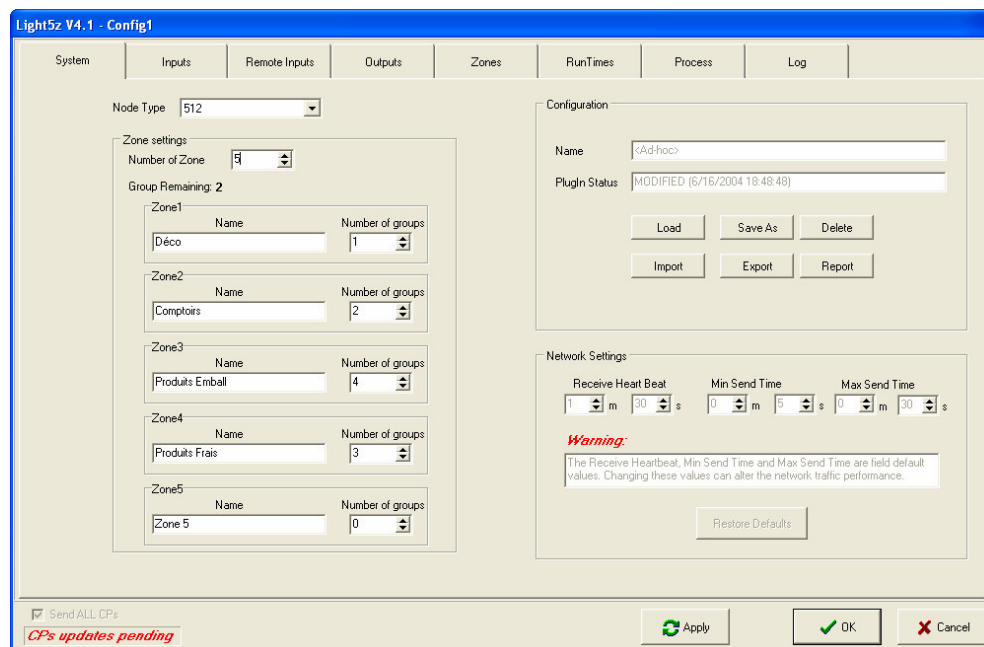 Light5z V4.1 - Config1
System Inputs Remote Inputs Outputs Zones RunTimes Process Log
Node Type 512
Zone settings
Number of Zone 5
Group Remaining: 2
Zone1
Name Number of groups
Déco 1
Zone2
Name Number of groups
Comptoirs 2
Zone3
Name Number of groups
Produits Emball 4
Zone4
Name Number of groups
Produits Frais 3
Zone5
Name Number of groups
Zone 5 0
Configuration
Name <Ad-hoc>
PlugIn Status MODIFIED (6/16/2004 18:48:48)
Load Save As Delete
Import Export Report
Network Settings
Receive Heart Beat Min Send Time Max Send Time
1 m 30 s 0 m 5 s 0 m 30 s
Warning:
The Receive Heartbeat, Min Send Time and Max Send Time are field default
values. Changing these values can alter the network traffic performance.
Restore Defaults
Send ALL CPs
CPs updates pending
Apply OK Cancel